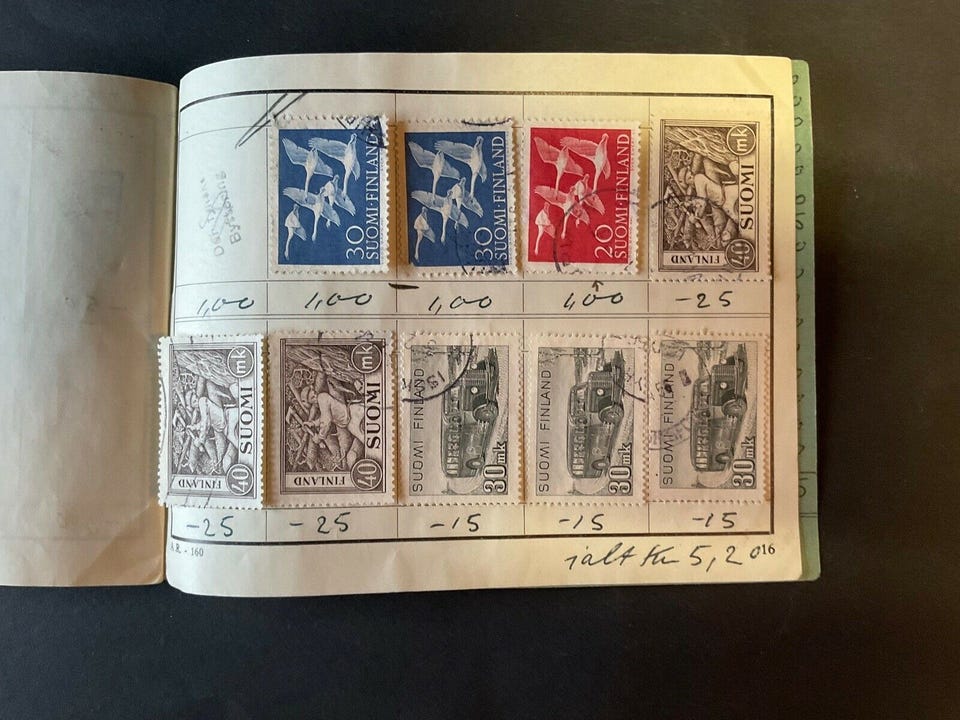 30 SUOMI·FINLAND
30 SUOMI·FINLAND
20 SUOMI·FINLAND
40 SUOMI mk
FINLAND
1,00 1,00 1,00 1,00 -25
40 SUOMI mk
FINLAND
40 SUOMI mk
FINLAND
SUOMI FINLAND
30 mk
SUOMI FINLAND
30 mk
SUOMI FINLAND
30 mk
-25 -25 -15 -15 -15
- 160
ialt kr 5,20
16